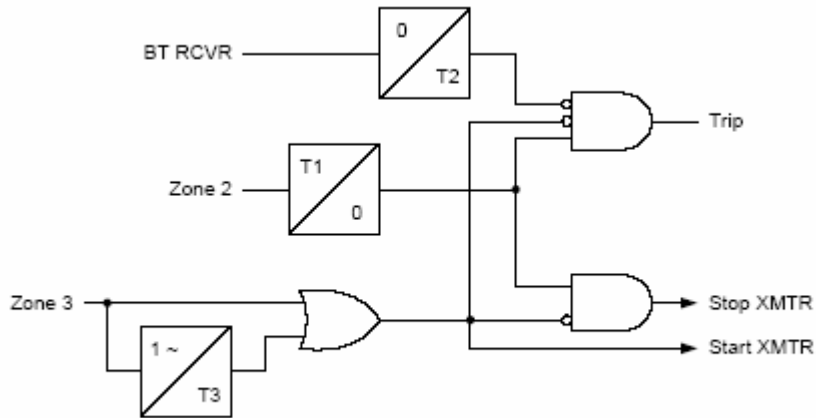 BT RCVR
0
T2
Trip
Zone 2
T1
0
Zone 3
1 ~
T3
Stop XMTR
Start XMTR